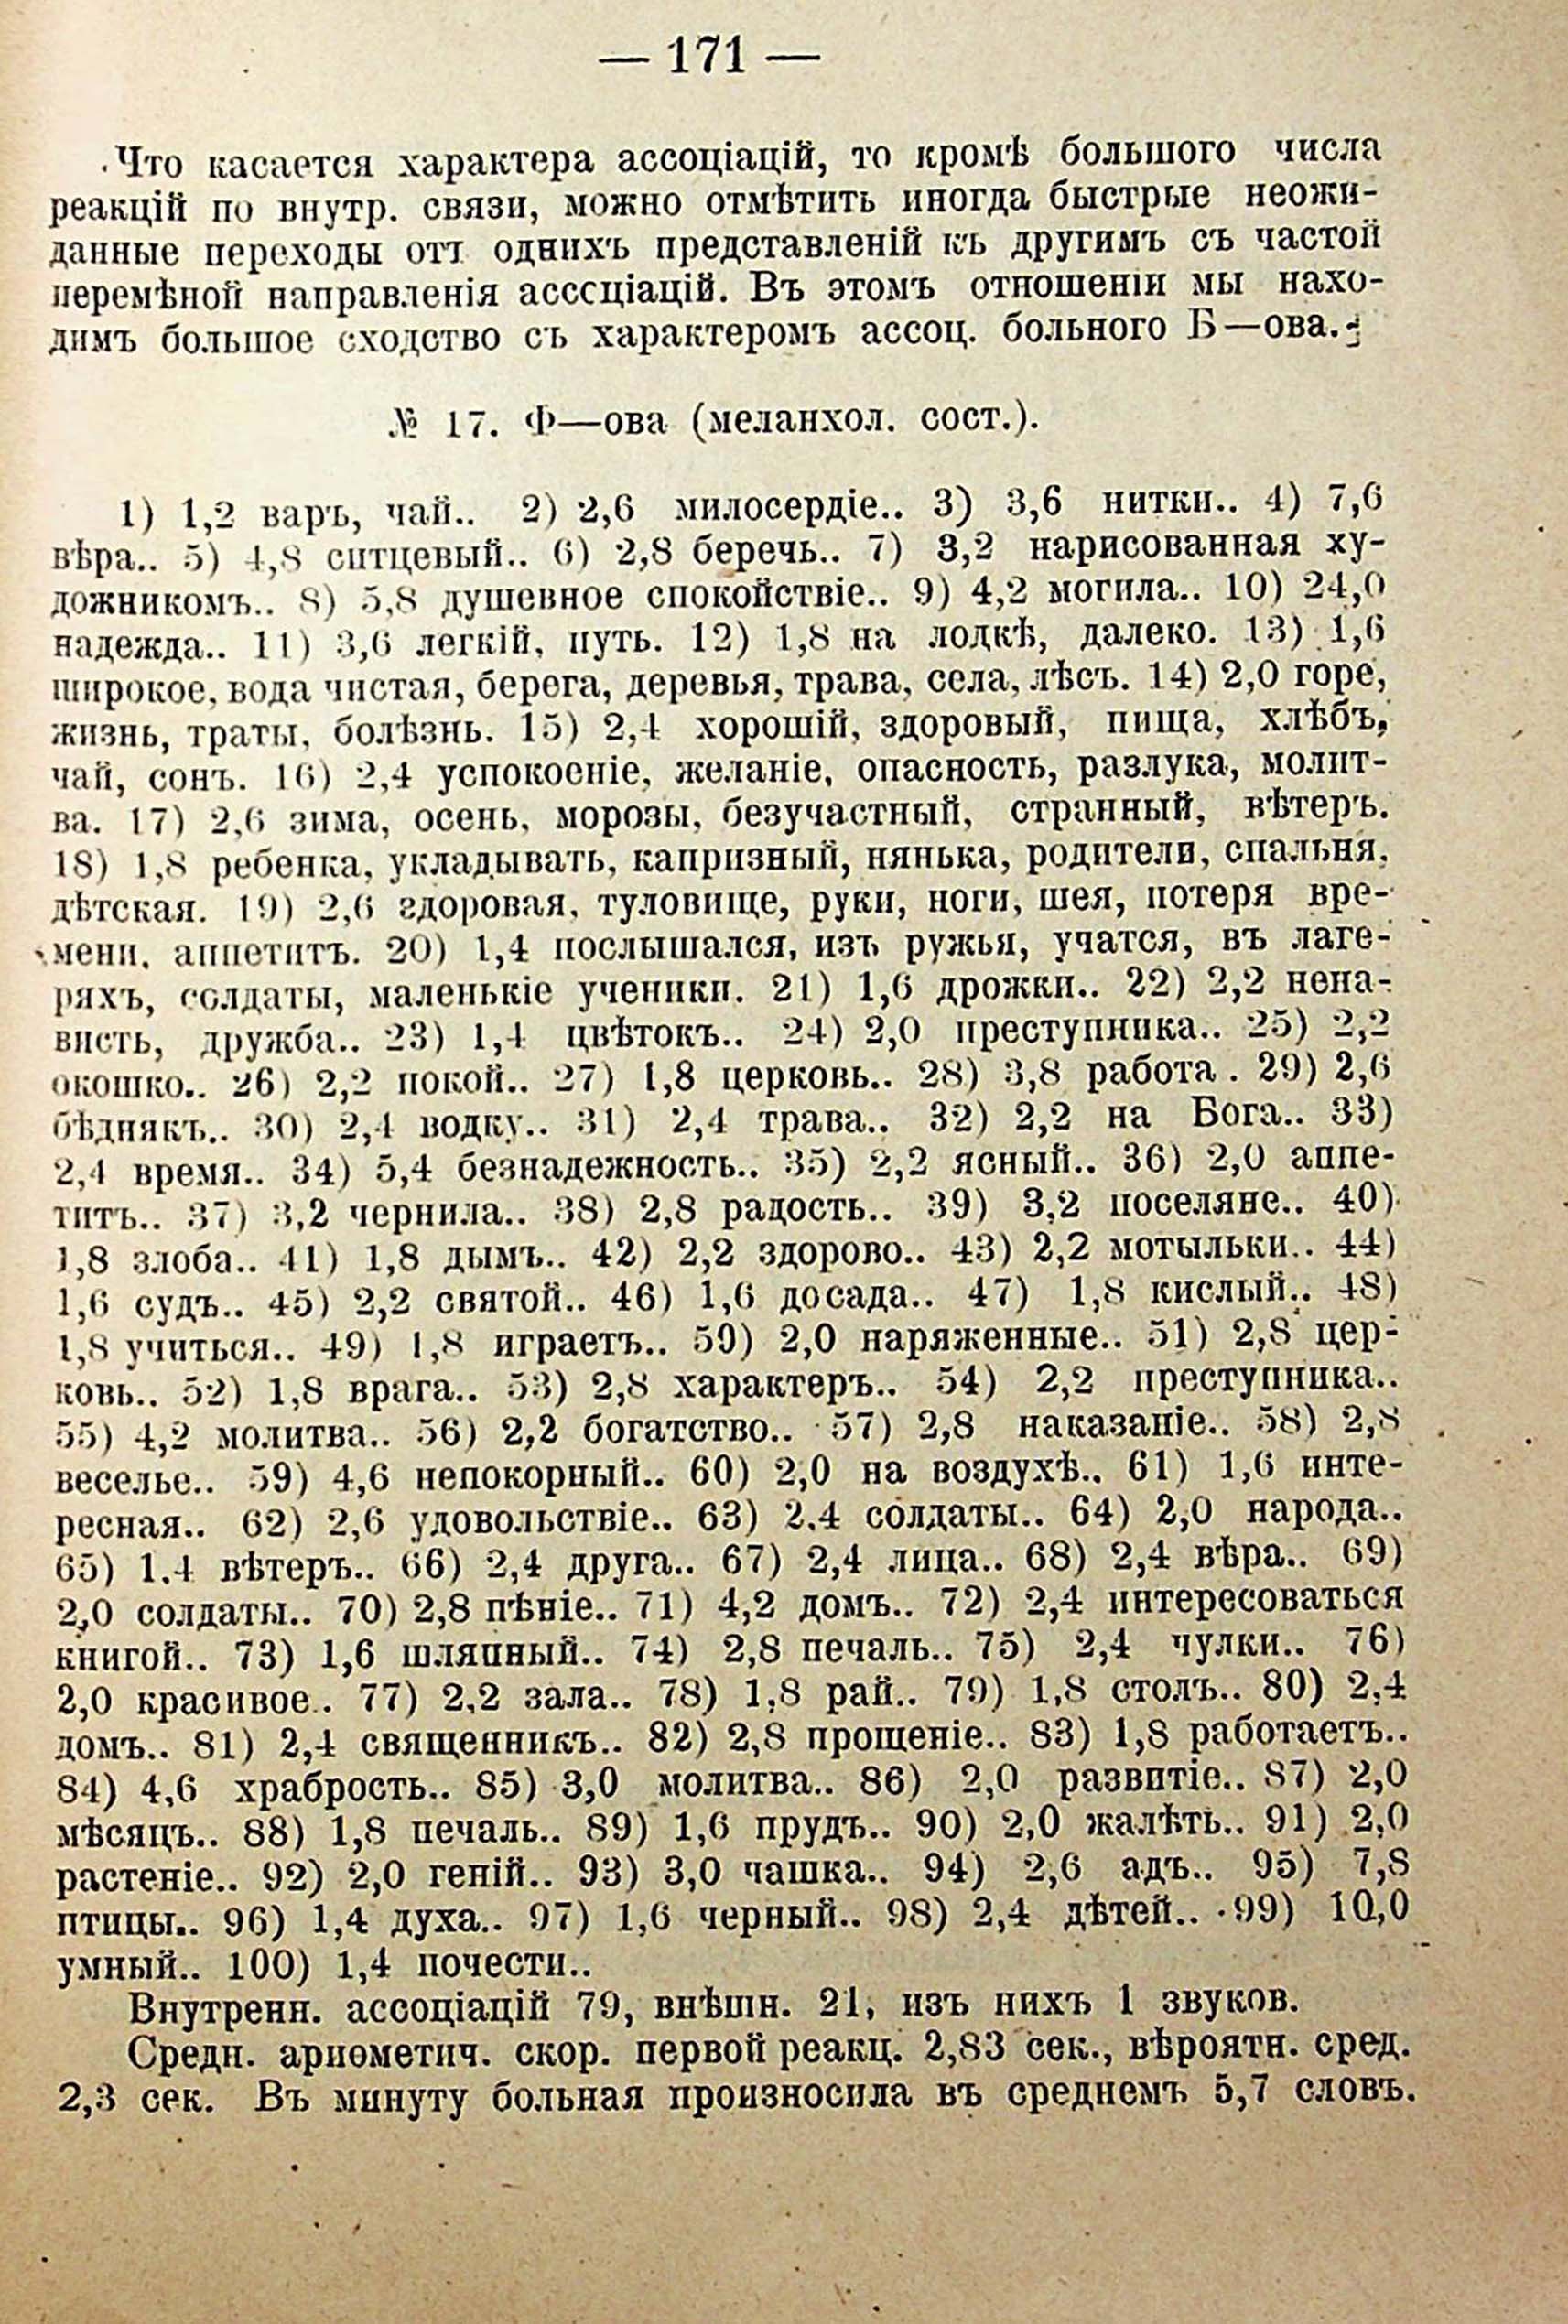 — 171 —
Что касается характера ассоціацій, то кромѣ большого числа
реакцій по внутр. связи, можно отмѣтить иногда быстрые неожи-
данные переходы отт однихъ представленій къ другимъ съ частой
перемѣной направленія асссціацій. Въ этомъ отношеніи мы нахо-
димъ большое сходство съ характеромъ ассоц. больного Б—ова.
№ 17. Ф—ова (меланхол. сост.).
1) 1,2 варъ, чай.. 2) 2,6 милосердіе.. 3) 3,6 нитки.. 4) 7,6
вѣра.. 5) 4,8 ситцевый.. 6) 2,8 беречь.. 7) 3,2 нарисованная ху-
дожникомъ.. 8) 5,8 душевное спокойствіе.. 9) 4,2 могила.. 10) 24,0
надежда.. 11) 3,6 легкій, путь. 12) 1,8 на лодкѣ, далеко. 13) 1,6
широкое, вода чистая, берега, деревья, трава, села, лѣсъ. 14) 2,0 горе,
жизнь, траты, болѣзнь. 15) 2,4 хорошій, здоровый, пища, хлѣбъ,
чай, сонъ. 16) 2,4 успокоеніе, желаніе, опасность, разлука, молит-
ва. 17) 2,6 зима, осень, морозы, безучастный, странный, вѣтеръ.
18) 1,8 ребенка, укладывать, капризный, нянька, родители, спальня,
дѣтская. 19) 2,6 здоровая, туловище, руки, ноги, шея, потеря вре-
мени, аппетитъ. 20) 1,4 послышался, изъ ружья, учатся, въ лаге-
ряхъ, солдаты, маленькіе ученики. 21) 1,6 дрожки.. 22) 2,2 нена-
висть, дружба.. 23) 1,4 цвѣтокъ.. 24) 2,0 преступника.. 25) 2,2
окошко.. 26) 2,2 покой.. 27) 1,8 церковь.. 28) 3,8 работа . 29) 2,6
бѣднякъ.. 30) 2,4 водку.. 31) 2,4 трава.. 32) 2,2 на Бога.. 33)
2,4 время.. 34) 5,4 безнадежность.. 35) 2,2 ясный.. 36) 2,0 аппе-
титъ.. 37) 3,2 чернила.. 38) 2,8 радость.. 39) 3,2 поселяне.. 40)
1,8 злоба.. 41) 1,8 дымъ.. 42) 2,2 здорово.. 43) 2,2 мотыльки.. 44)
1,6 судъ.. 45) 2,2 святой.. 46) 1,6 досада.. 47) 1,8 кислый.. 48)
1,8 учиться.. 49) 1,8 играетъ.. 50) 2,0 наряженные.. 51) 2,8 цер-
ковь.. 52) 1,8 врага.. 53) 2,8 характеръ.. 54) 2,2 преступника..
55) 4,2 молитва.. 56) 2,2 богатство.. 57) 2,8 наказаніе.. 58) 2,8
веселье.. 59) 4,6 непокорный.. 60) 2,0 на воздухѣ.. 61) 1,6 инте-
ресная.. 62) 2,6 удовольствіе.. 63) 2,4 солдаты.. 64) 2,0 народа..
65) 1.4 вѣтеръ.. 66) 2,4 друга.. 67) 2,4 лица.. 68) 2,4 вѣра.. 69)
2,0 солдаты.. 70) 2,8 пѣніе.. 71) 4,2 домъ.. 72) 2,4 интересоваться
книгой.. 73) 1,6 шляпный.. 74) 2,8 печаль.. 75) 2,4 чулки.. 76)
2,0 красивое.. 77) 2,2 зала.. 78) 1,8 рай.. 79) 1,8 столъ.. 80) 2,4
домъ.. 81) 2,4 священникъ.. 82) 2,8 прощеніе.. 83) 1,8 работаетъ..
84) 4,6 храбрость.. 85) 3,0 молитва.. 86) 2,0 развитіе.. 87) 2,0
мѣсяцъ.. 88) 1,8 печаль.. 89) 1,6 прудъ.. 90) 2,0 жалѣть.. 91) 2,0
растеніе.. 92) 2,0 геній.. 93) 3,0 чашка.. 94) 2,6 адъ.. 95) 7,8
птицы.. 96) 1,4 духа.. 97) 1,6 черный.. 98) 2,4 дѣтей.. 99) 10,0
умный.. 100) 1,4 почести..
Внутренн. ассоціацій 79, внѣшн. 21, изъ нихъ 1 звуков.
Средн. ариѳметич. скор. первой реакц. 2,83 сек., вѣроятн. сред.
2,3 сек. Въ минуту больная произносила въ среднемъ 5,7 словъ.